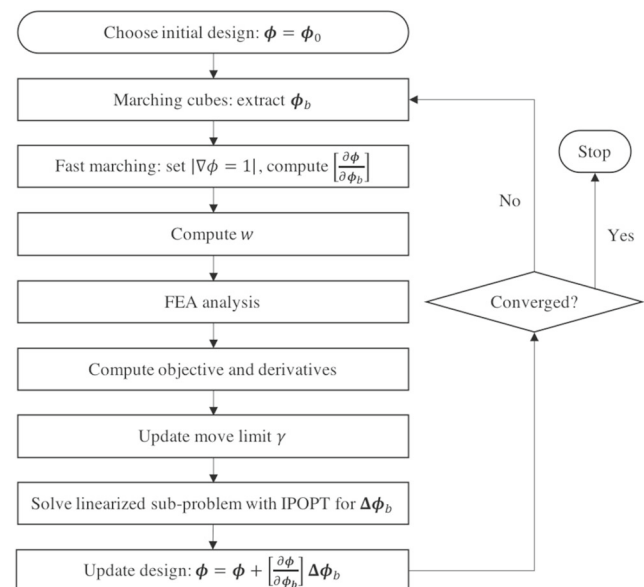 Choose initial design: ϕ = ϕ₀
Marching cubes: extract ϕ_b
Fast marching: set |∇ϕ = 1|, compute [∂ϕ/∂ϕ_b]
Stop
No
Yes
Compute w
FEA analysis
Converged?
Compute objective and derivatives
Update move limit γ
Solve linearized sub-problem with IPOPT for Δϕ_b
Update design: ϕ = ϕ + [∂ϕ/∂ϕ_b] Δϕ_b